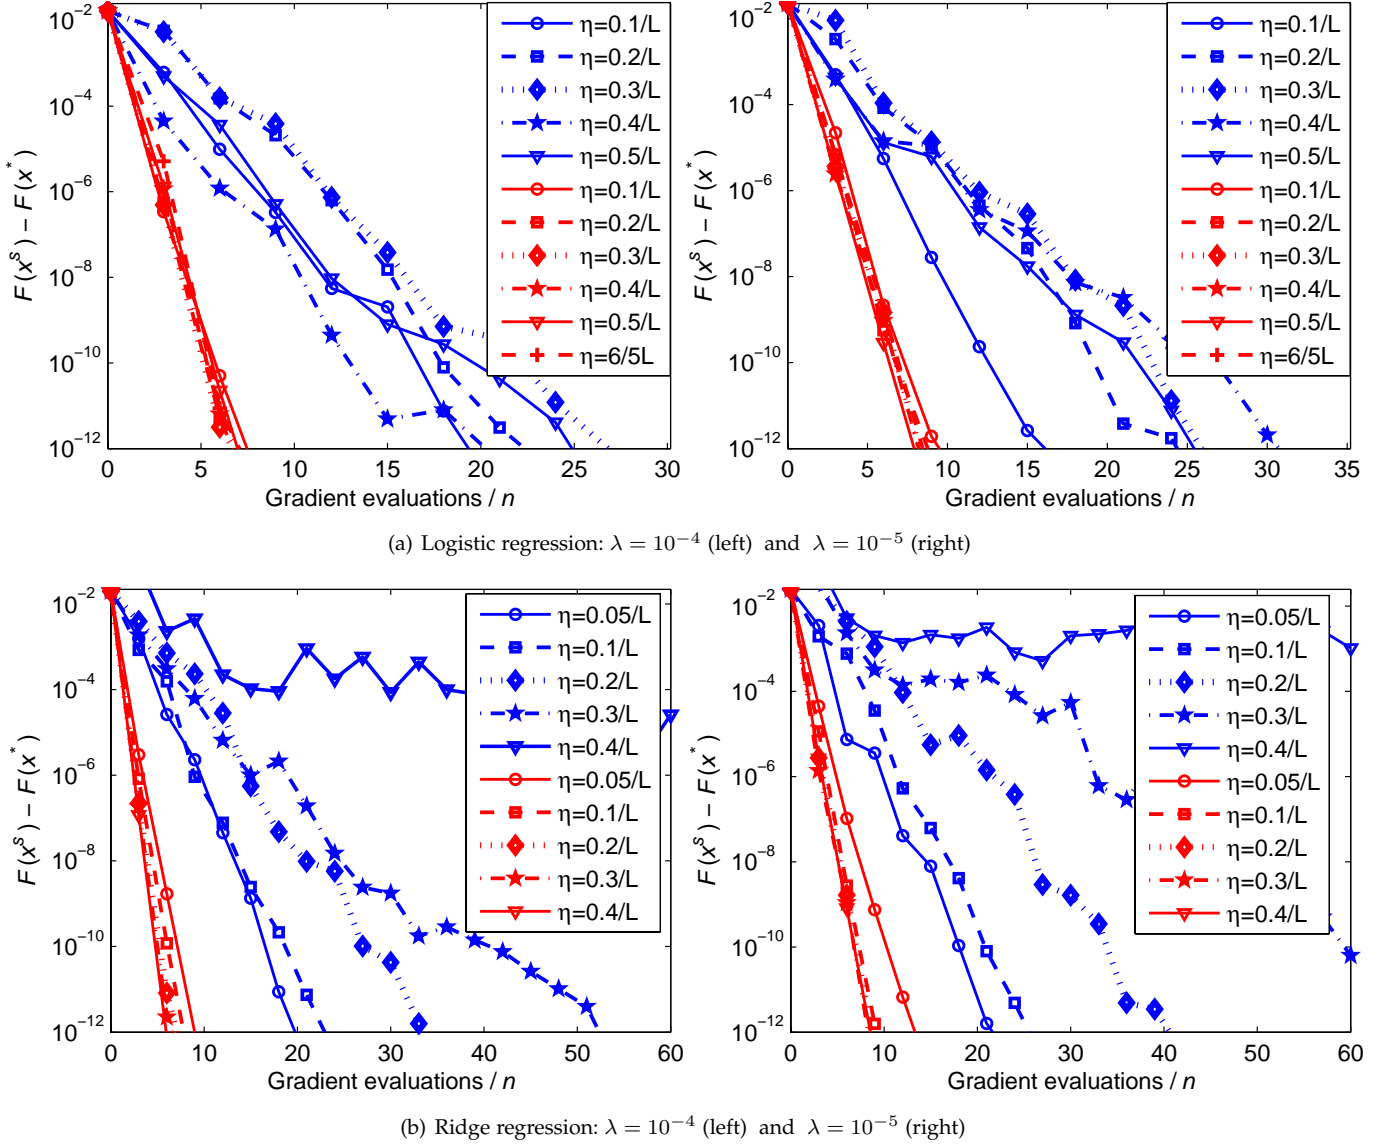 10^{-2}
10^{-4}
10^{-6}
10^{-8}
10^{-10}
10^{-12}
F(x^S) − F(x^*)
0 5 10 15 20 25 30
Gradient evaluations / n
η=0.1/L
η=0.2/L
η=0.3/L
η=0.4/L
η=0.5/L
η=0.1/L
η=0.2/L
η=0.3/L
η=0.4/L
η=0.5/L
η=6/5L
10^{-2}
10^{-4}
10^{-6}
10^{-8}
10^{-10}
10^{-12}
F(x^S) − F(x^*)
0 5 10 15 20 25 30 35
Gradient evaluations / n
η=0.1/L
η=0.2/L
η=0.3/L
η=0.4/L
η=0.5/L
η=0.1/L
η=0.2/L
η=0.3/L
η=0.4/L
η=0.5/L
η=6/5L
(a) Logistic regression: λ = 10^{-4} (left) and λ = 10^{-5} (right)
10^{-2}
10^{-4}
10^{-6}
10^{-8}
10^{-10}
10^{-12}
F(x^S) − F(x^*)
0 10 20 30 40 50 60
Gradient evaluations / n
η=0.05/L
η=0.1/L
η=0.2/L
η=0.3/L
η=0.4/L
η=0.05/L
η=0.1/L
η=0.2/L
η=0.3/L
η=0.4/L
10^{-2}
10^{-4}
10^{-6}
10^{-8}
10^{-10}
10^{-12}
F(x^S) − F(x^*)
0 10 20 30 40 50 60
Gradient evaluations / n
η=0.05/L
η=0.1/L
η=0.2/L
η=0.3/L
η=0.4/L
η=0.05/L
η=0.1/L
η=0.2/L
η=0.3/L
η=0.4/L
(b) Ridge regression: λ = 10^{-4} (left) and λ = 10^{-5} (right)